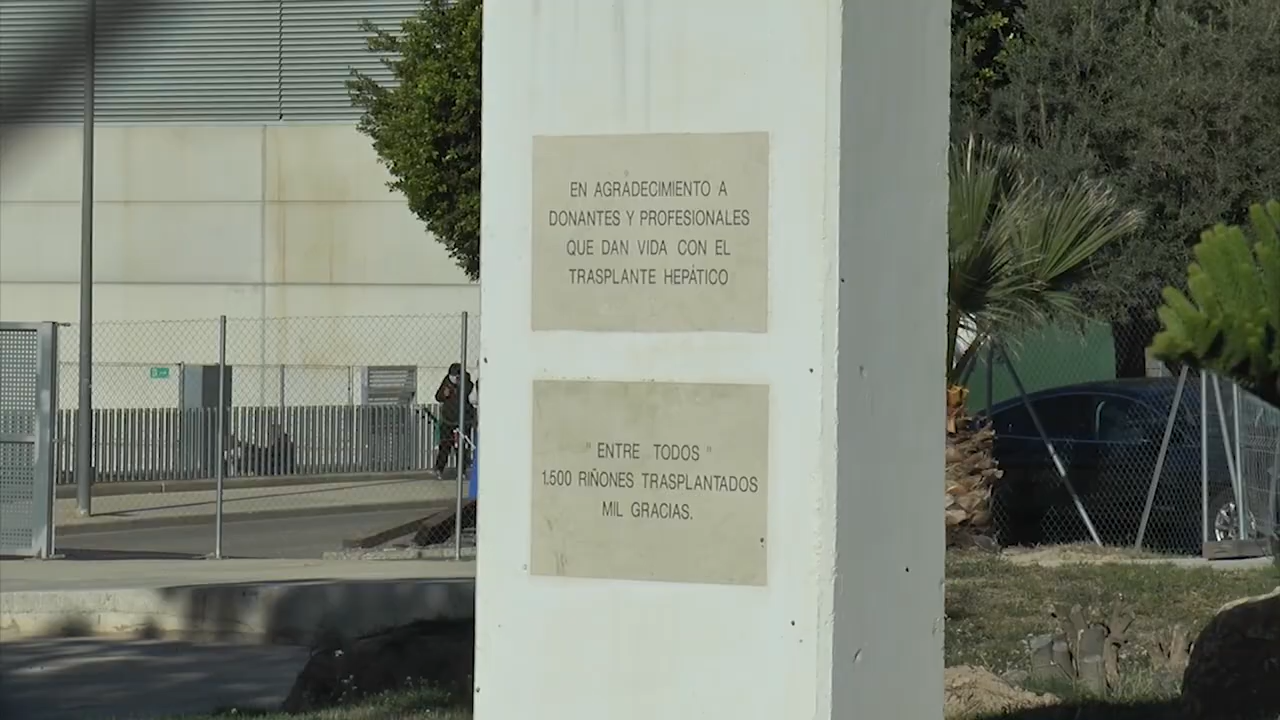 EN AGRADECIMIENTO A
DONANTES Y PROFESIONALES
QUE DAN VIDA CON EL
TRASPLANTE HEPÁTICO
" ENTRE TODOS "
1.500 RIÑONES TRASPLANTADOS
MIL GRACIAS.